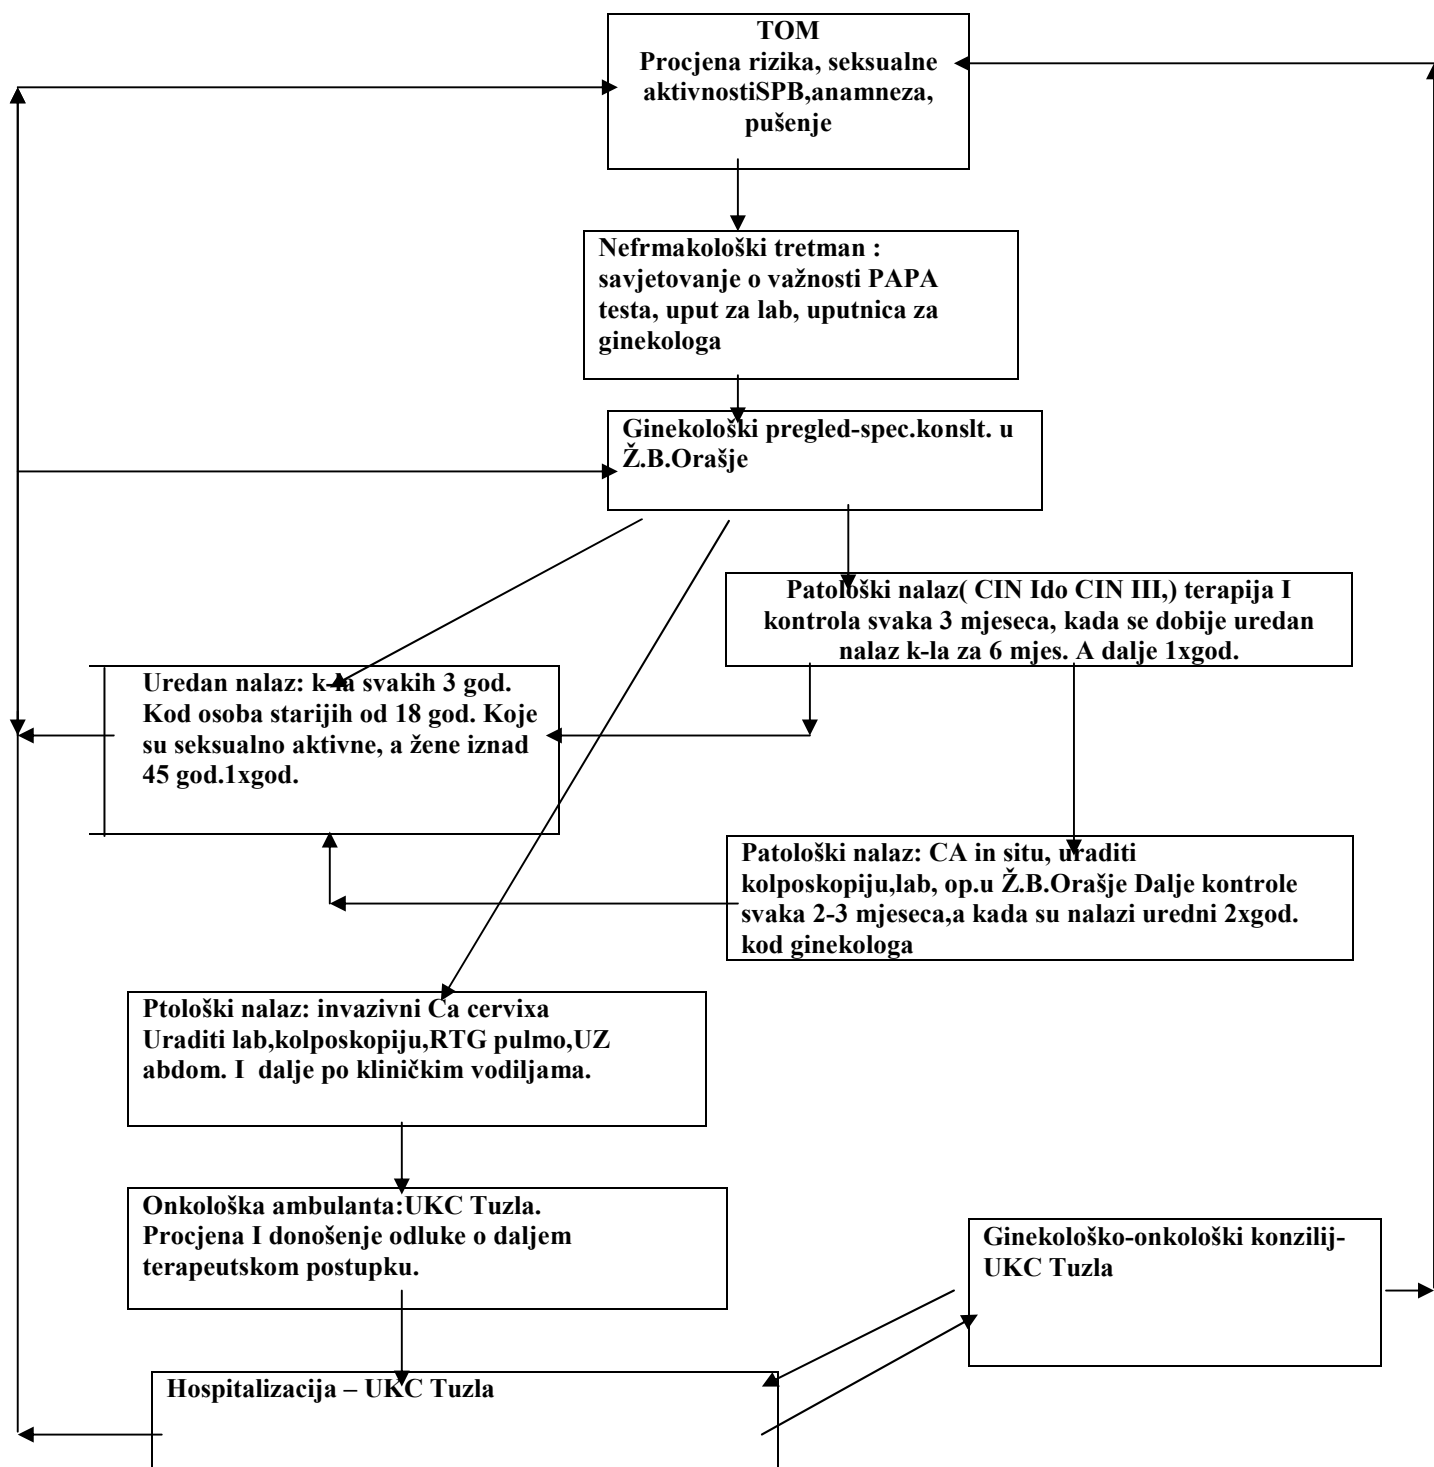 TOM
Procjena rizika, seksualne
aktivnostiSPB,anamneza,
pušenje
Nefrmakološki tretman :
savjetovanje o važnosti PAPA
testa, uput za lab, uputnica za
ginekologa
Ginekološki pregled-spec.konslt. u
Ž.B.Orašje
Patološki nalaz( CIN Ido CIN III,) terapija I
kontrola svaka 3 mjeseca, kada se dobije uredan
nalaz k-la za 6 mjes. A dalje 1xgod.
Uredan nalaz: k-la svakih 3 god.
Kod osoba starijih od 18 god. Koje
su seksualno aktivne, a žene iznad
45 god.1xgod.
Patološki nalaz: CA in situ, uraditi
kolposkopiju,lab, op.u Ž.B.Orašje Dalje kontrole
svaka 2-3 mjeseca,a kada su nalazi uredni 2xgod.
kod ginekologa
Ptološki nalaz: invazivni Ca cervixa
Uraditi lab,kolposkopiju,RTG pulmo,UZ
abdom. I  dalje po kliničkim vodiljama.
Onkološka ambulanta:UKC Tuzla.
Procjena I donošenje odluke o daljem
terapeutskom postupku.
Ginekološko-onkološki konzilij-
UKC Tuzla
Hospitalizacija – UKC Tuzla